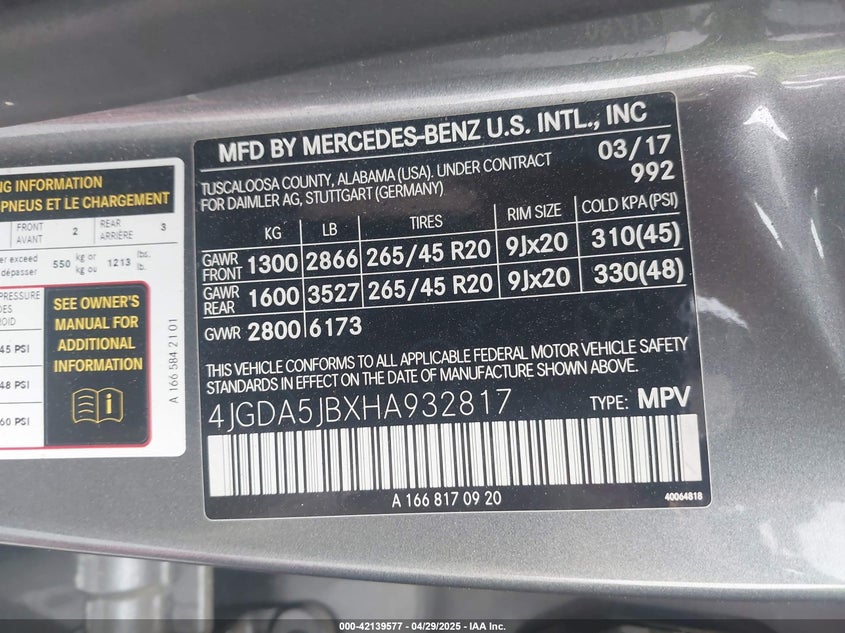 NG INFORMATION
PNEUS ET LE CHARGEMENT
FRONT AVANT 2 REAR ARRIÈRE 3
er exceed
dépasser 550 kg or kg ou 1213 lbs. lb.
PRESSURE
DES
ROID
45 PSI
48 PSI
60 PSI
SEE OWNER'S
MANUAL FOR
ADDITIONAL
INFORMATION
A 166 584 21 01
MFD BY MERCEDES-BENZ U.S. INTL., INC
TUSCALOOSA COUNTY, ALABAMA (USA). UNDER CONTRACT 03/17
FOR DAIMLER AG, STUTTGART (GERMANY) 992
KG LB TIRES RIM SIZE COLD KPA (PSI)
GAWR FRONT 1300 2866 265/45 R20 9Jx20 310(45)
GAWR REAR 1600 3527 265/45 R20 9Jx20 330(48)
GVWR 2800 6173
THIS VEHICLE CONFORMS TO ALL APPLICABLE FEDERAL MOTOR VEHICLE SAFETY
STANDARDS IN EFFECT ON THE DATE OF MANUFACTURE SHOWN ABOVE.
4JGDA5JBXHA932817 TYPE: MPV
A 166 817 09 20
40064818
000-42139577 - 04/29/2025 - IAA Inc.